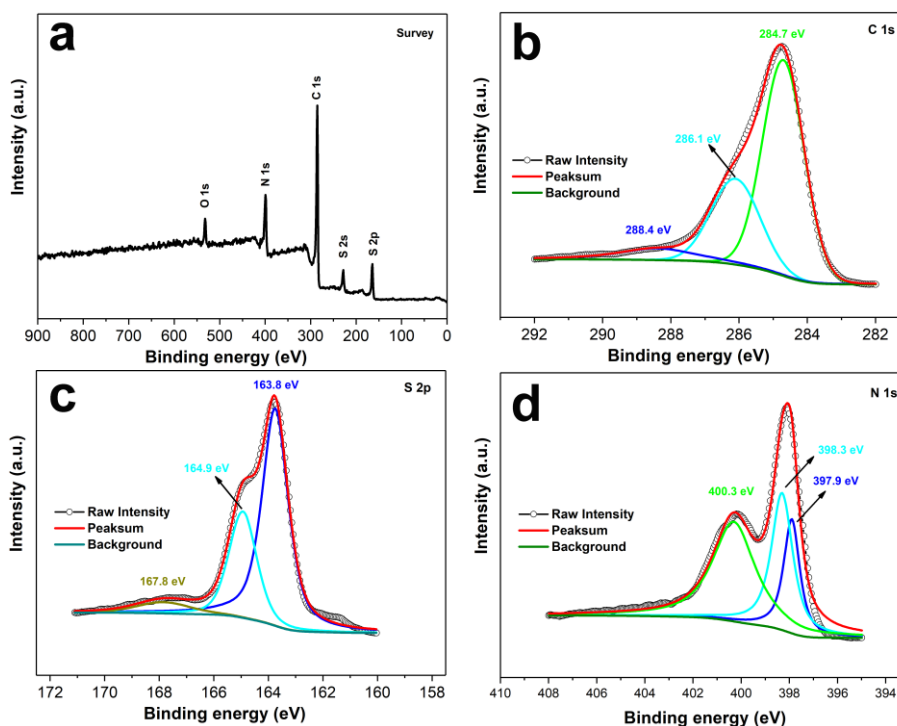 a
Survey
Intensity (a.u.)
O 1s
N 1s
C 1s
S 2s
S 2p
900 800 700 600 500 400 300 200 100 0
Binding energy (eV)
b
C 1s
Intensity (a.u.)
284.7 eV
286.1 eV
Raw Intensity
Peaksum
Background
288.4 eV
292 290 288 286 284 282
Binding energy (eV)
c
S 2p
Intensity (a.u.)
163.8 eV
164.9 eV
Raw Intensity
Peaksum
Background
167.8 eV
172 170 168 166 164 162 160 158
Binding energy (eV)
d
N 1s
Intensity (a.u.)
398.3 eV
397.9 eV
400.3 eV
Raw Intensity
Peaksum
Background
410 408 406 404 402 400 398 396 394
Binding energy (eV)